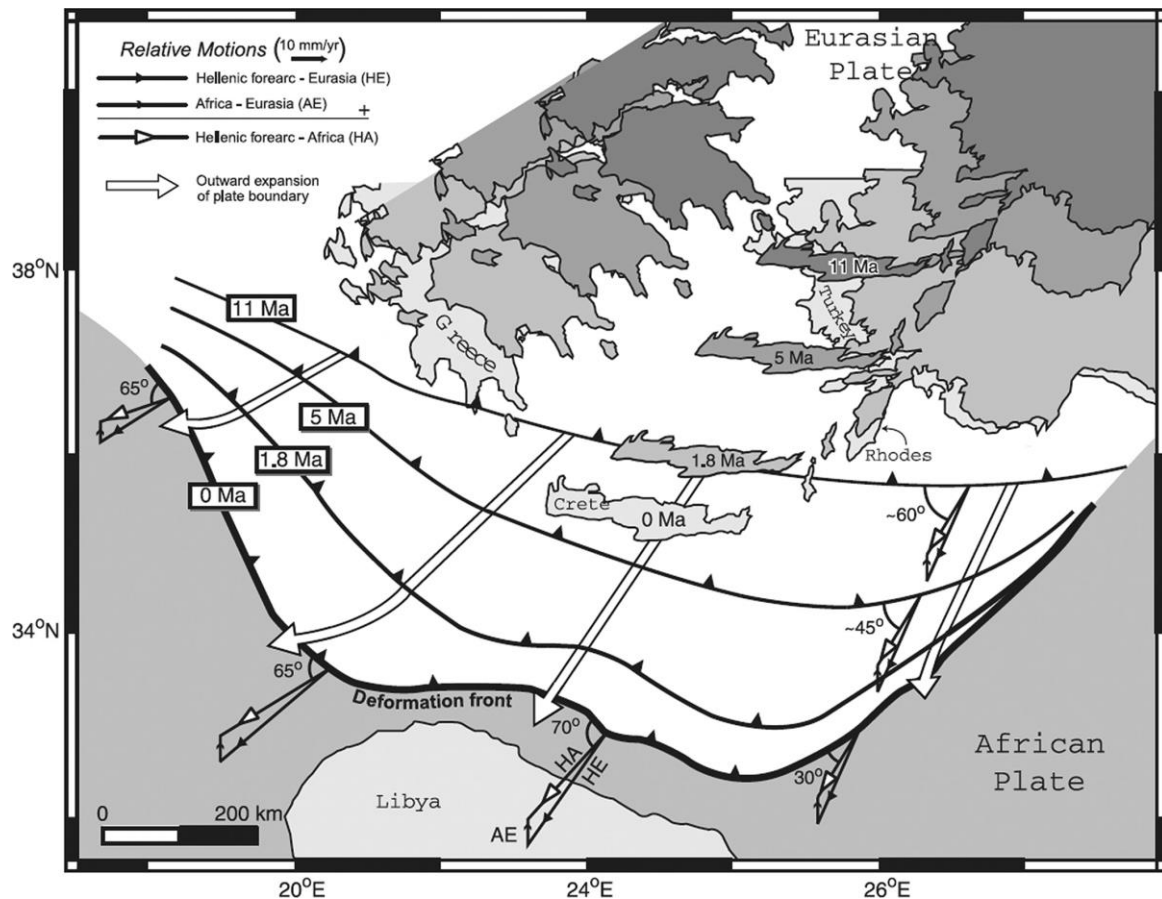 Relative Motions (10 mm/yr)
Hellenic forearc - Eurasia (HE)
Africa - Eurasia (AE)
+
Hellenic forearc - Africa (HA)
Outward expansion
of plate boundary
Eurasian
Plate
38°N
34°N
11 Ma
5 Ma
1.8 Ma
0 Ma
Greece
Turkey
11 Ma
5 Ma
1.8 Ma
Rhodes
Crete
0 Ma
65°
~60°
~45°
65°
Deformation front
70°
30°
HA
HE
AE
African
Plate
Libya
0 200 km
20°E 24°E 26°E